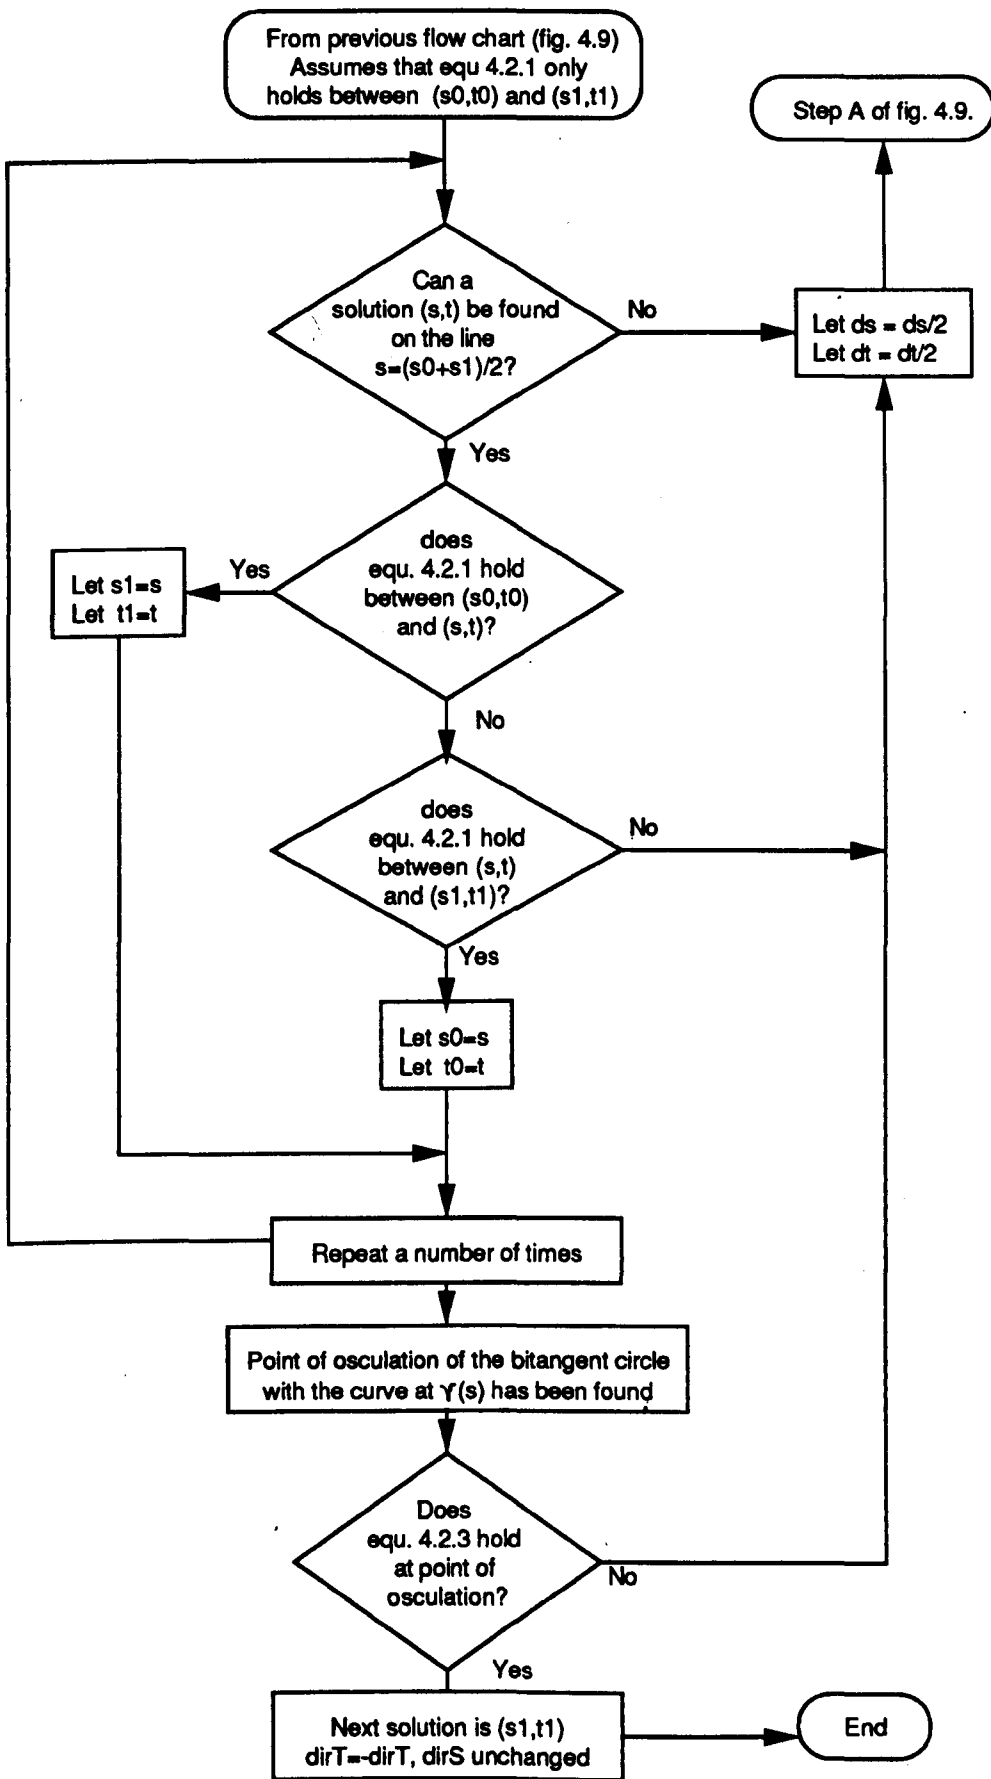 From previous flow chart (fig. 4.9)
Assumes that equ 4.2.1 only
holds between (s0,t0) and (s1,t1)
Step A of fig. 4.9.
Can a
solution (s,t) be found
on the line
s=(s0+s1)/2?
No
Let ds = ds/2
Let dt = dt/2
Yes
does
equ. 4.2.1 hold
between (s0,t0)
and (s,t)?
Yes
Let s1=s
Let t1=t
No
does
equ. 4.2.1 hold
between (s,t)
and (s1,t1)?
No
Yes
Let s0=s
Let t0=t
Repeat a number of times
Point of osculation of the bitangent circle
with the curve at γ(s) has been found
Does
equ. 4.2.3 hold
at point of
osculation?
No
Yes
Next solution is (s1,t1)
dirT=-dirT, dirS unchanged
End